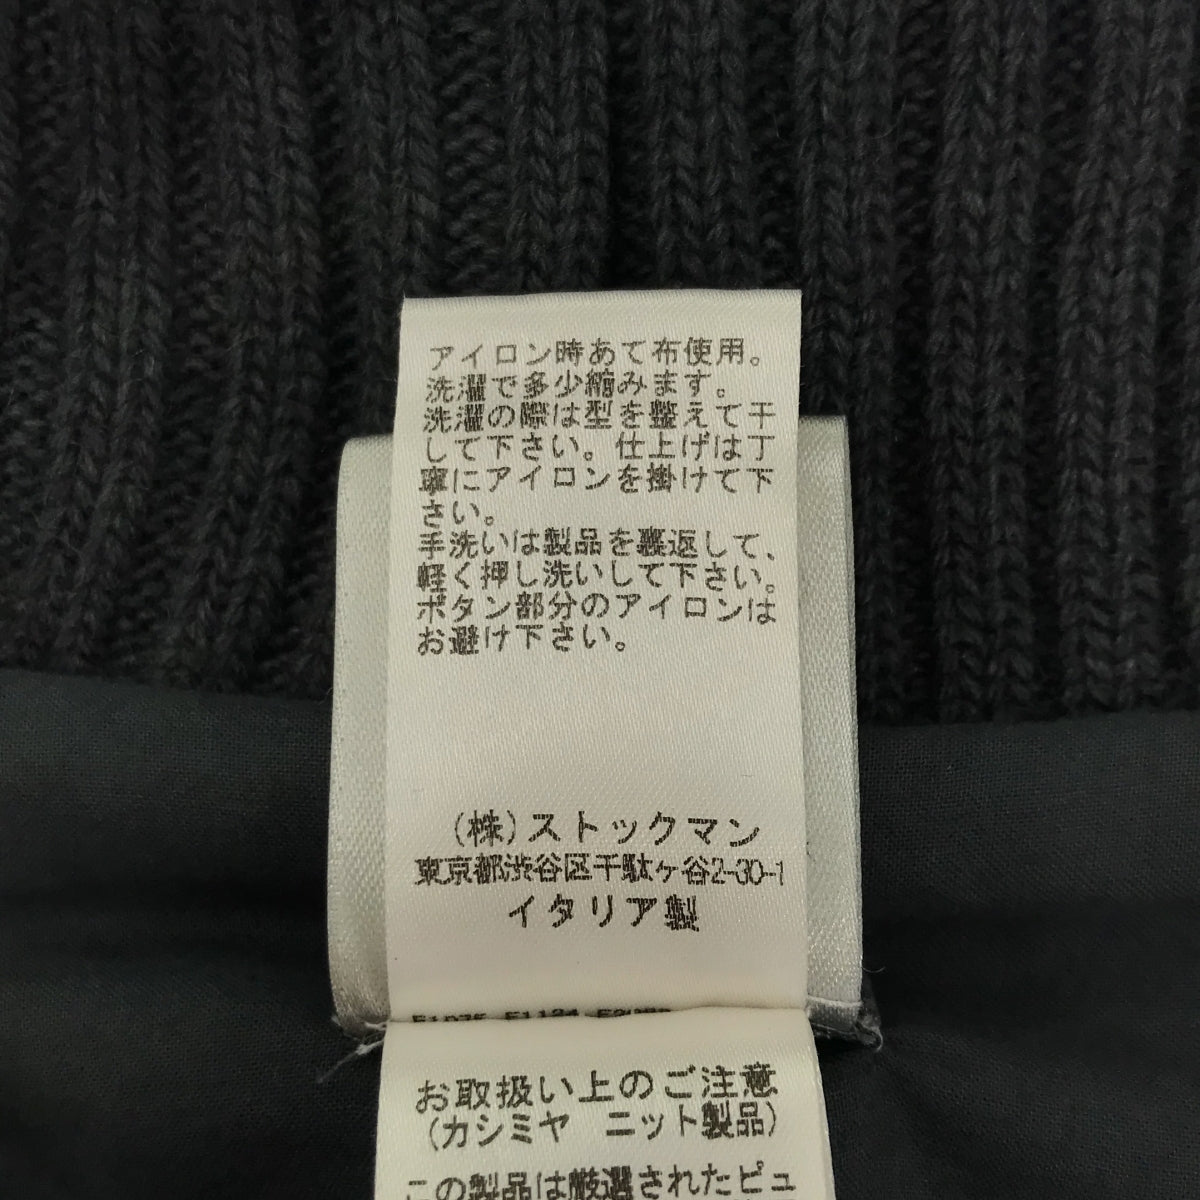 アイロン時あて布使用。
洗濯で多少縮みます。
洗濯の際は型を整えて干
して下さい。仕上げは丁
寧にアイロンを掛けて下
さい。
手洗いは製品を裏返して、
軽く押し洗いして下さい。
ボタン部分のアイロンは
お避け下さい。
(株)ストックマン
東京都渋谷区千駄ヶ谷2-30-1
イタリア製
お取扱い上のご注意
(カシミヤ ニット製品)
この製品は厳選されたピュ